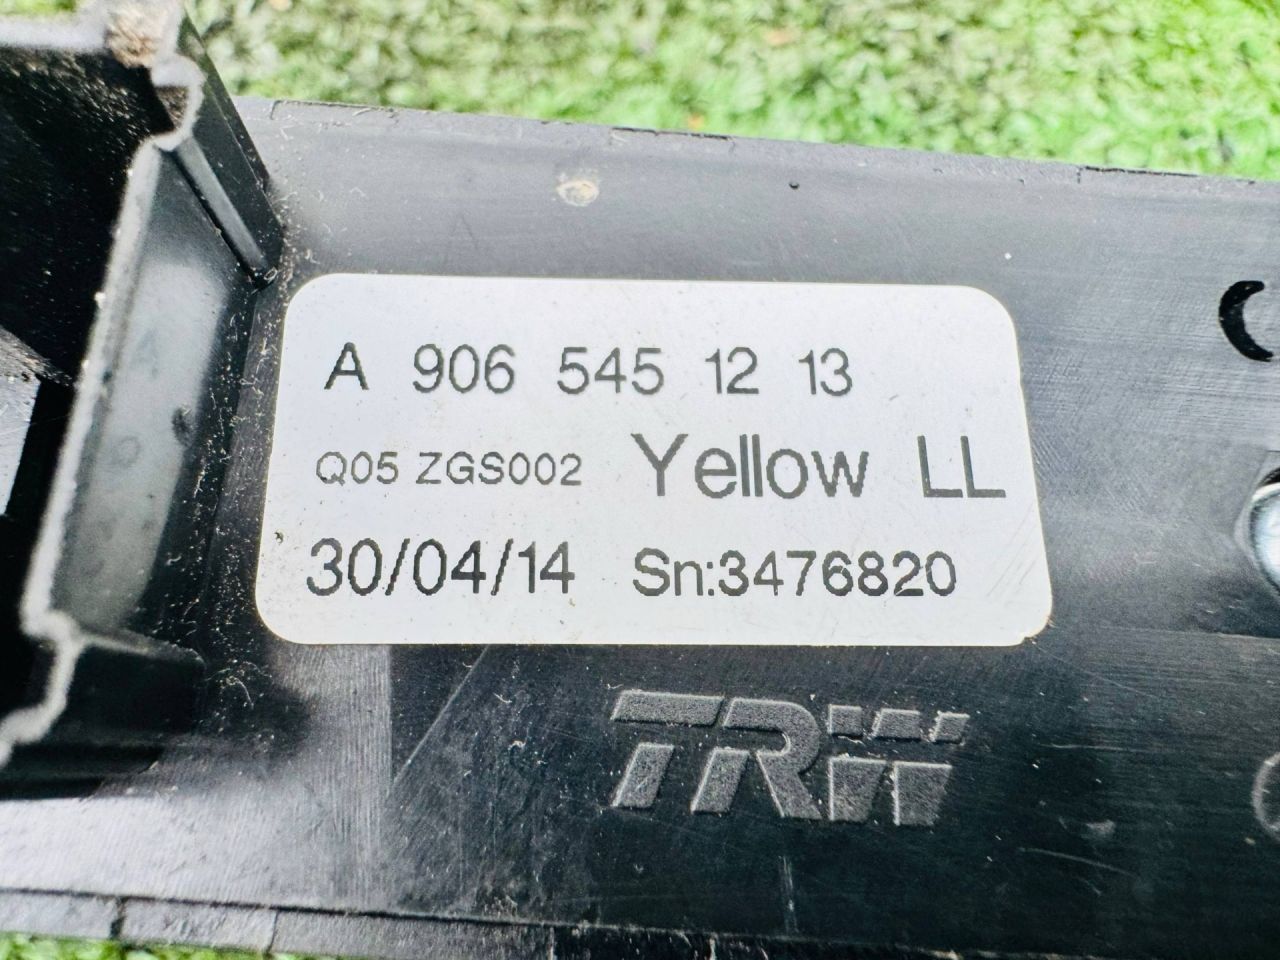 A 906 545 12 13
Q05 ZGS002 Yellow LL
30/04/14 Sn:3476820
TRW